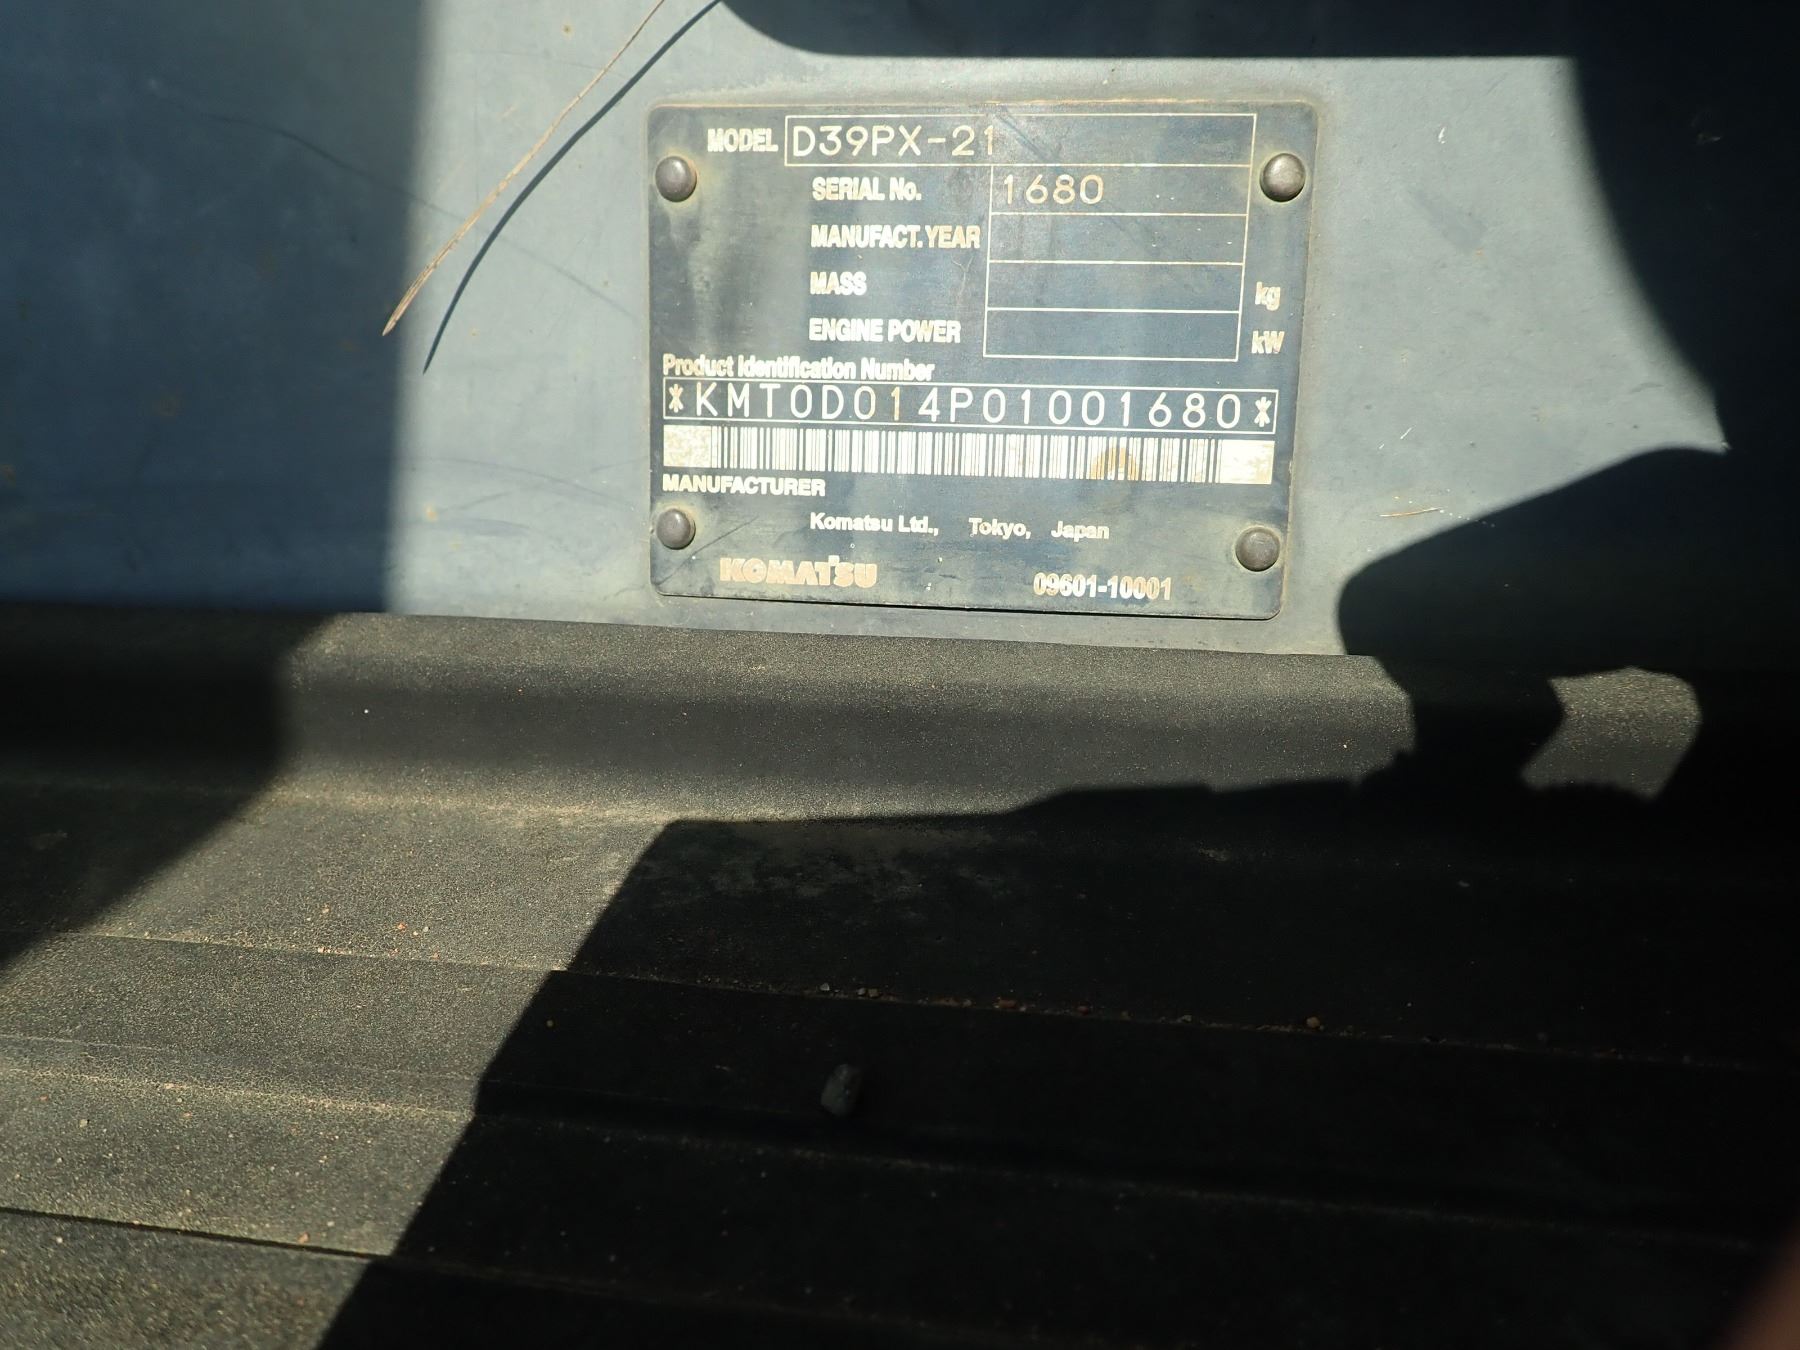 MODEL D39PX-21
SERIAL No. 1680
MANUFACT. YEAR
MASS kg
ENGINE POWER kW
Product Identification Number
*KMT0D014P01001680*
MANUFACTURER
Komatsu Ltd., Tokyo, Japan
KOMATSU 09601-10001